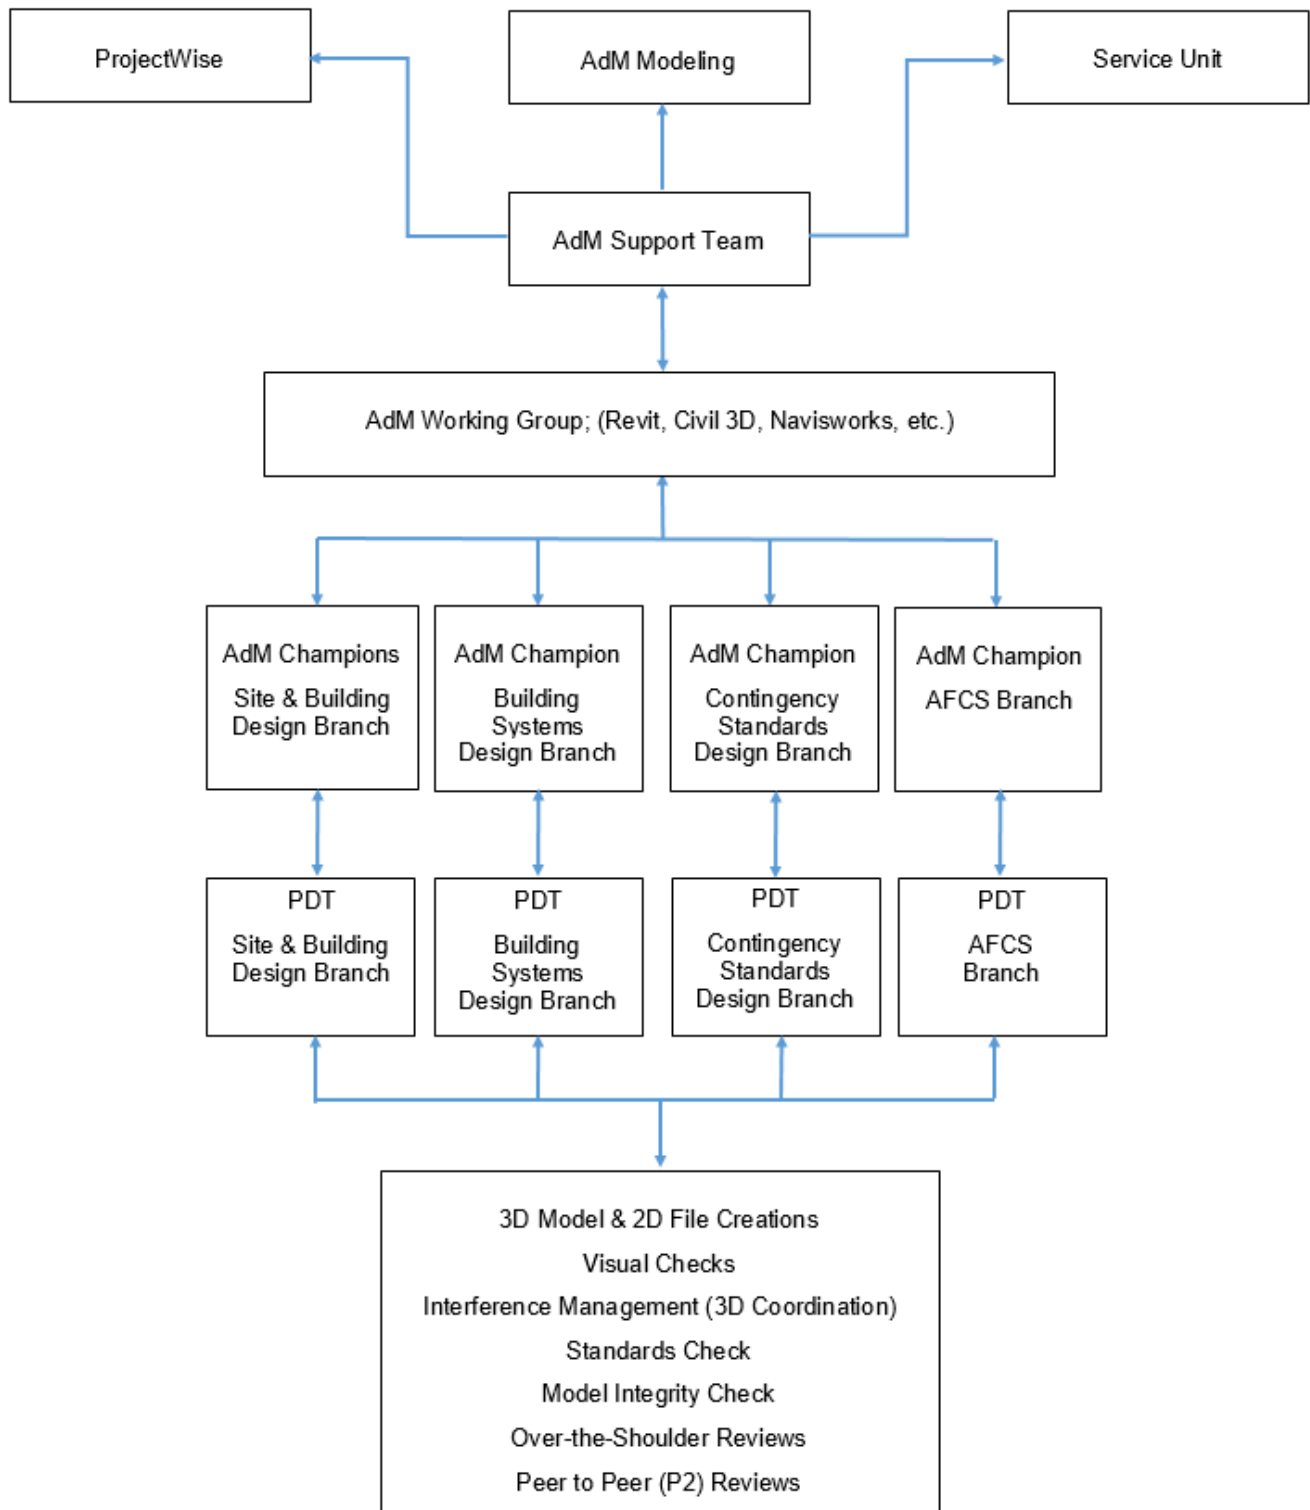 ProjectWise
AdM Modeling
Service Unit
AdM Support Team
AdM Working Group; (Revit, Civil 3D, Navisworks, etc.)
AdM Champions
Site & Building
Design Branch
AdM Champion
Building
Systems
Design Branch
AdM Champion
Contingency
Standards
Design Branch
AdM Champion
AFCS Branch
PDT
Site & Building
Design Branch
PDT
Building
Systems
Design Branch
PDT
Contingency
Standards
Design Branch
PDT
AFCS
Branch
3D Model & 2D File Creations
Visual Checks
Interference Management (3D Coordination)
Standards Check
Model Integrity Check
Over-the-Shoulder Reviews
Peer to Peer (P2) Reviews